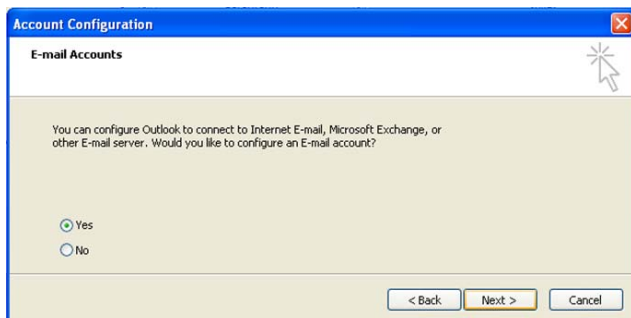 Account Configuration
E-mail Accounts
You can configure Outlook to connect to Internet E-mail, Microsoft Exchange, or
other E-mail server. Would you like to configure an E-mail account?
Yes
No
< Back Next > Cancel